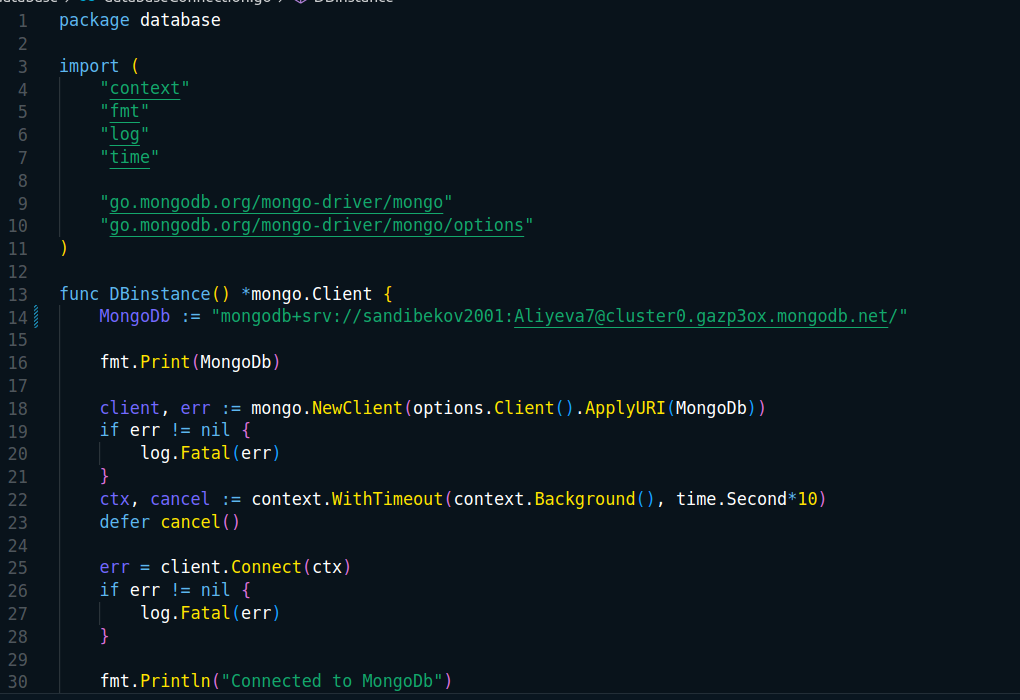 dataBaseConnection.go > DBinstance
1 package database
2
3 import (
4 "context"
5 "fmt"
6 "log"
7 "time"
8
9 "go.mongodb.org/mongo-driver/mongo"
10 "go.mongodb.org/mongo-driver/mongo/options"
11 )
12
13 func DBinstance() *mongo.Client {
14 MongoDb := "mongodb+srv://sandibekov2001:Aliyeva7@cluster0.gazp3ox.mongodb.net/"
15
16 fmt.Print(MongoDb)
17
18 client, err := mongo.NewClient(options.Client().ApplyURI(MongoDb))
19 if err != nil {
20 log.Fatal(err)
21 }
22 ctx, cancel := context.WithTimeout(context.Background(), time.Second*10)
23 defer cancel()
24
25 err = client.Connect(ctx)
26 if err != nil {
27 log.Fatal(err)
28 }
29
30 fmt.Println("Connected to MongoDb")